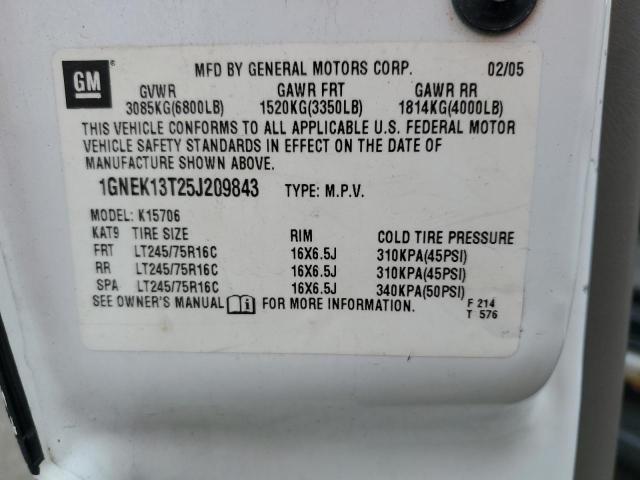 GM
MFD BY GENERAL MOTORS CORP. 02/05
GVWR GAWR FRT GAWR RR
3085KG(6800LB) 1520KG(3350LB) 1814KG(4000LB)
THIS VEHICLE CONFORMS TO ALL APPLICABLE U.S. FEDERAL MOTOR
VEHICLE SAFETY STANDARDS IN EFFECT ON THE DATE OF
MANUFACTURE SHOWN ABOVE.
1GNEK13T25J209843 TYPE: M.P.V.
MODEL: K15706
KAT9 TIRE SIZE RIM COLD TIRE PRESSURE
FRT LT245/75R16C 16X6.5J 310KPA(45PSI)
RR LT245/75R16C 16X6.5J 310KPA(45PSI)
SPA LT245/75R16C 16X6.5J 340KPA(50PSI)
SEE OWNER'S MANUAL FOR MORE INFORMATION. F 214
T 576